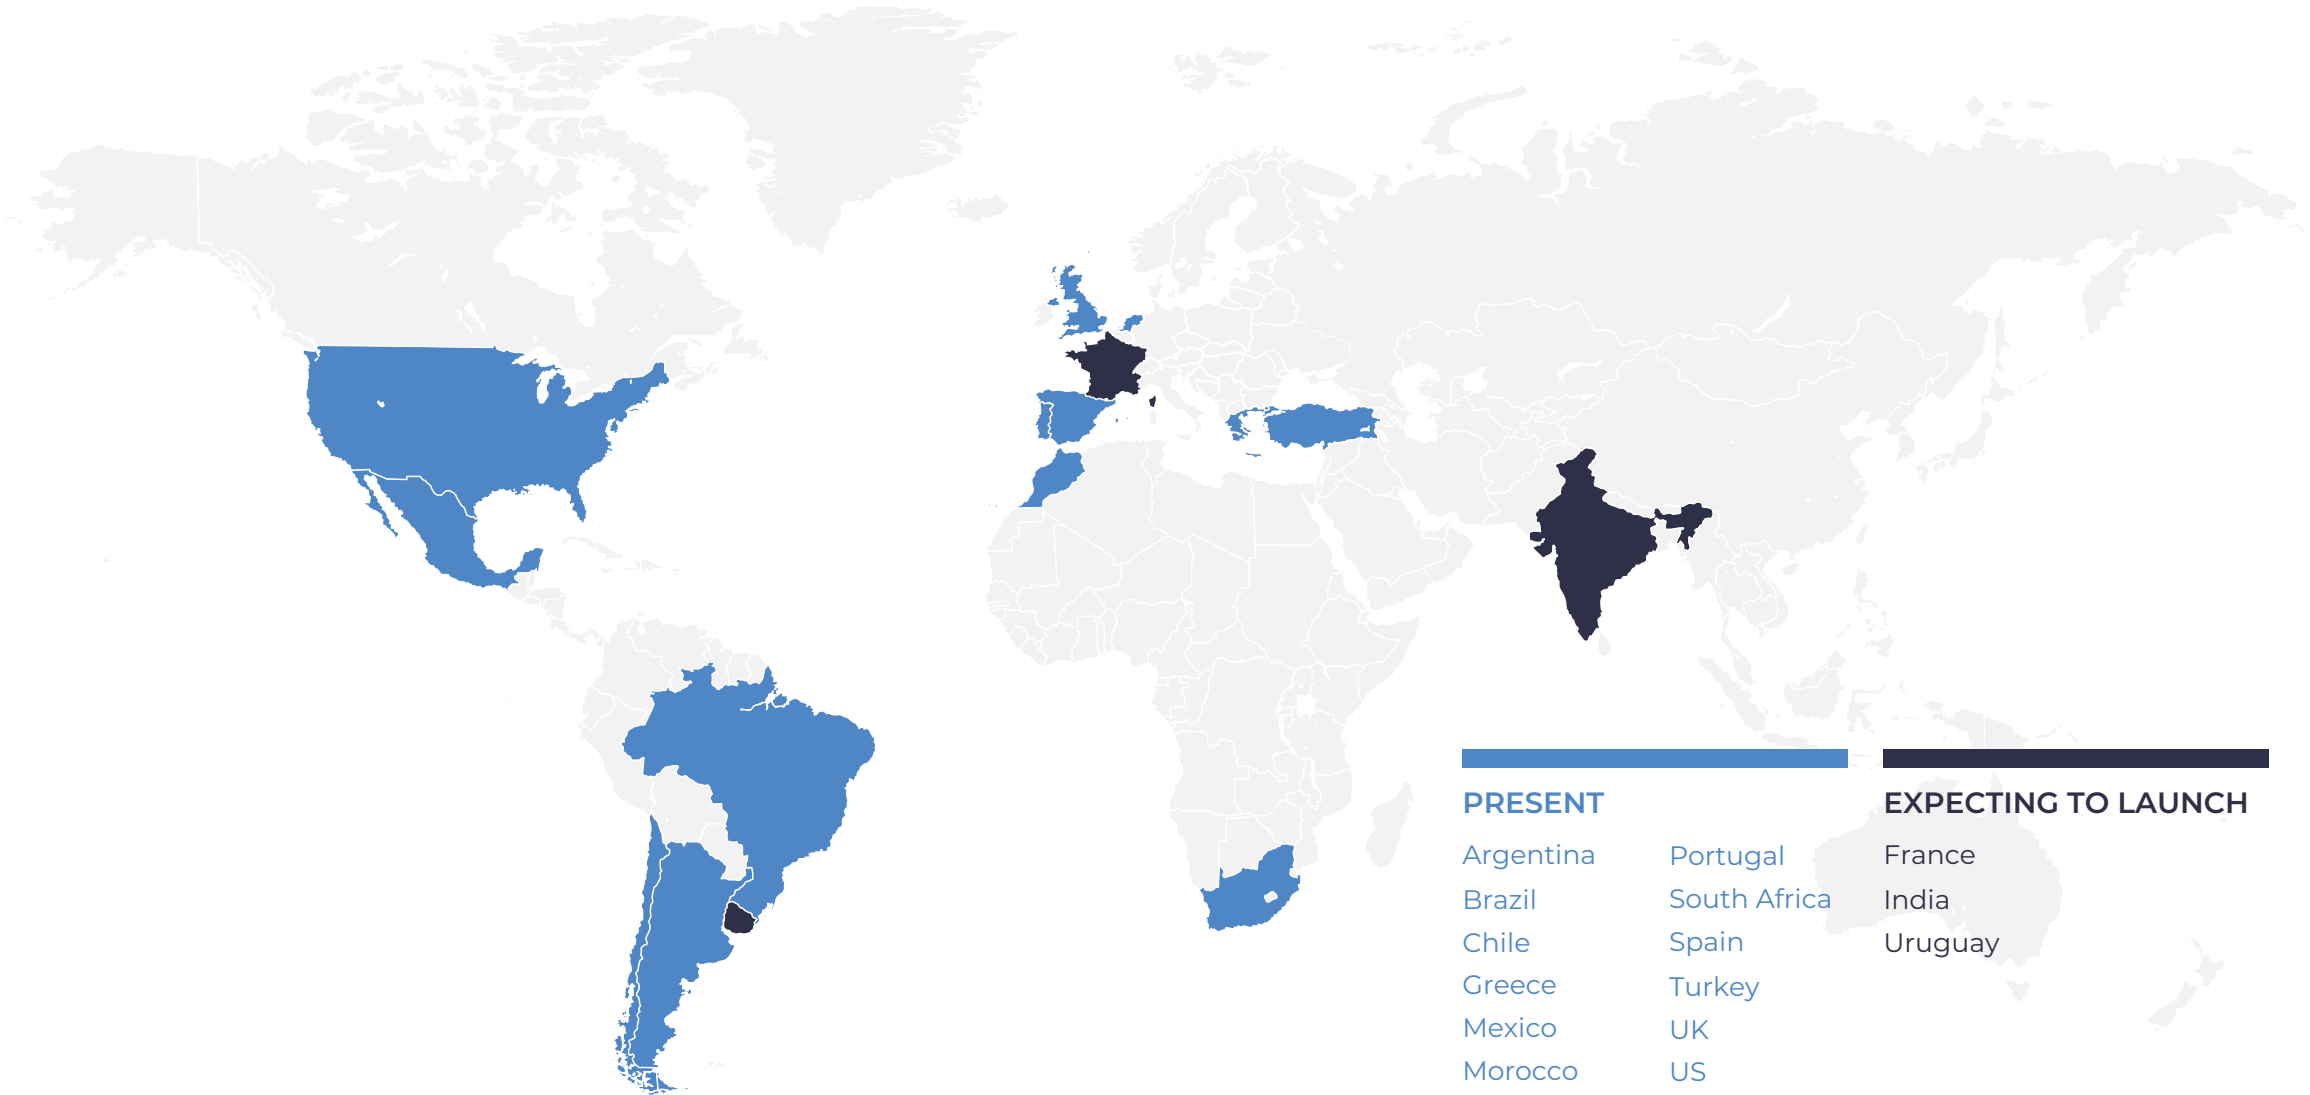 PRESENT
Argentina
Brazil
Chile
Greece
Mexico
Morocco
Portugal
South Africa
Spain
Turkey
UK
US
EXPECTING TO LAUNCH
France
India
Uruguay